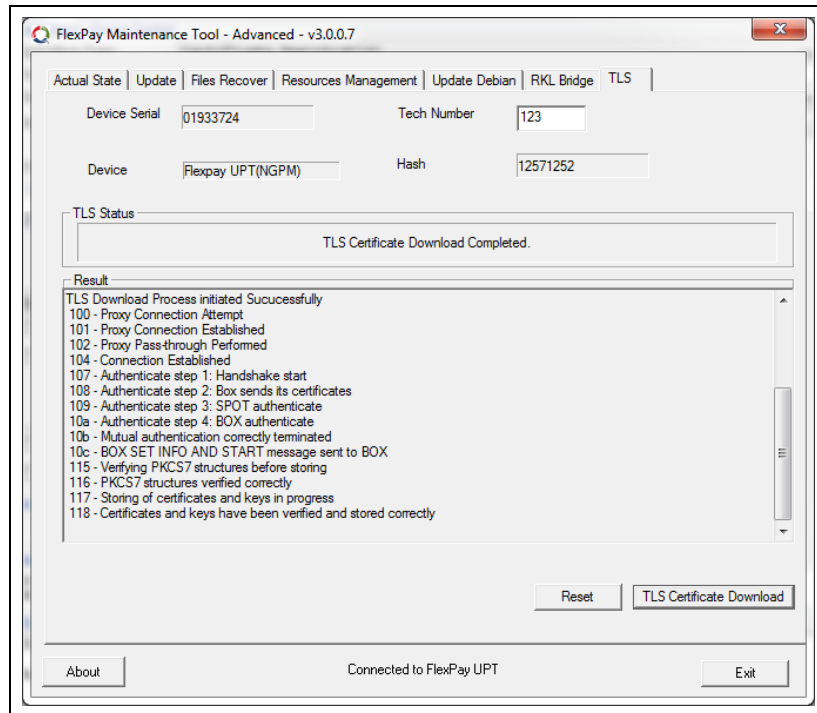 FlexPay Maintenance Tool - Advanced - v3.0.0.7
Actual State Update Files Recover Resources Management Update Debian RKL Bridge TLS
Device Serial 01933724 Tech Number 123
Device Flexpay UPT(NGPM) Hash 12571252
TLS Status
TLS Certificate Download Completed.
Result
TLS Download Process initiated Sucucessfully
100 - Proxy Connection Attempt
101 - Proxy Connection Established
102 - Proxy Pass-through Performed
104 - Connection Established
107 - Authenticate step 1: Handshake start
108 - Authenticate step 2: Box sends its certificates
109 - Authenticate step 3: SPOT authenticate
10a - Authenticate step 4: BOX authenticate
10b - Mutual authentication correctly terminated
10c - BOX SET INFO AND START message sent to BOX
115 - Verifying PKCS7 structures before storing
116 - PKCS7 structures verified correctly
117 - Storing of certificates and keys in progress
118 - Certificates and keys have been verified and stored correctly
Reset TLS Certificate Download
About Connected to FlexPay UPT Exit